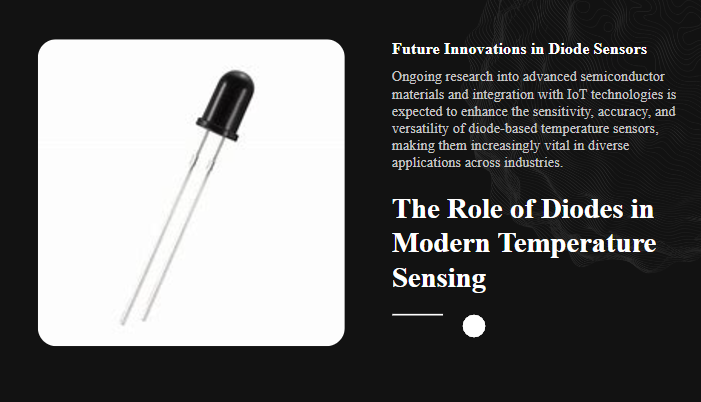 Future Innovations in Diode Sensors
Ongoing research into advanced semiconductor
materials and integration with IoT technologies is
expected to enhance the sensitivity, accuracy, and
versatility of diode-based temperature sensors,
making them increasingly vital in diverse
applications across industries.
The Role of Diodes in
Modern Temperature
Sensing